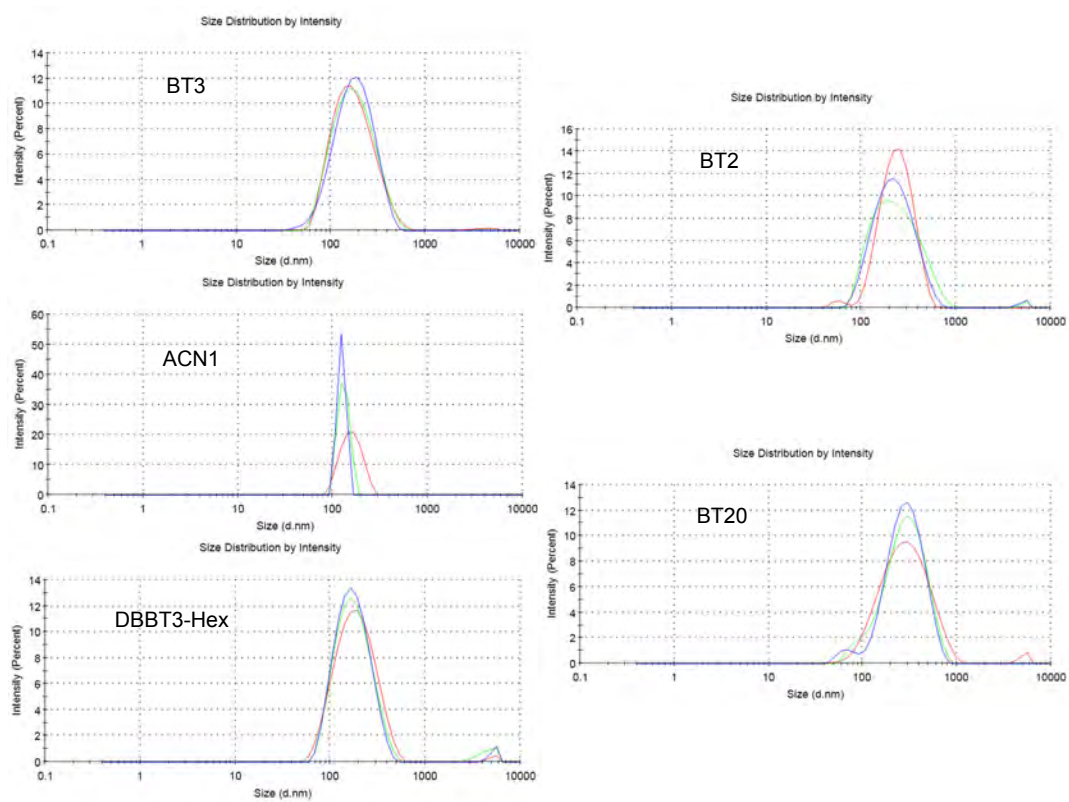 Size Distribution by Intensity
14
12
10
8
6
4
2
0
Intensity (Percent)
BT3
0.1 1 10 100 1000 10000
Size (d.nm)
Size Distribution by Intensity
60
50
40
30
20
10
0
Intensity (Percent)
ACN1
0.1 1 10 100 1000 10000
Size (d.nm)
Size Distribution by Intensity
14
12
10
8
6
4
2
0
Intensity (Percent)
DBBT3-Hex
0.1 1 10 100 1000 10000
Size (d.nm)
Size Distribution by Intensity
16
14
12
10
8
6
4
2
0
Intensity (Percent)
BT2
0.1 1 10 100 1000 10000
Size (d.nm)
Size Distribution by Intensity
14
12
10
8
6
4
2
0
Intensity (Percent)
BT20
0.1 1 10 100 1000 10000
Size (d.nm)